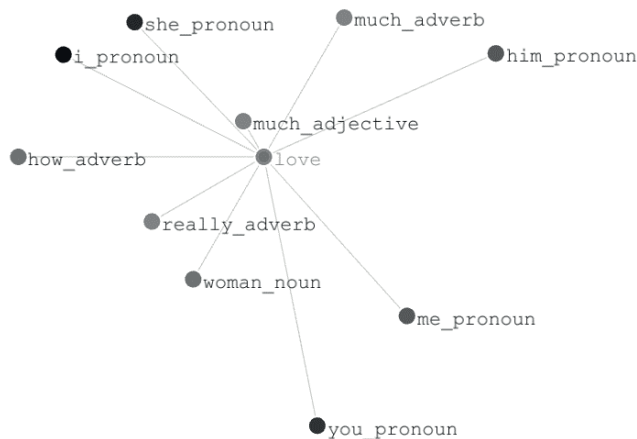 she_pronoun
much_adverb
i_pronoun
him_pronoun
much_adjective
how_adverb
love
really_adverb
woman_noun
me_pronoun
you_pronoun